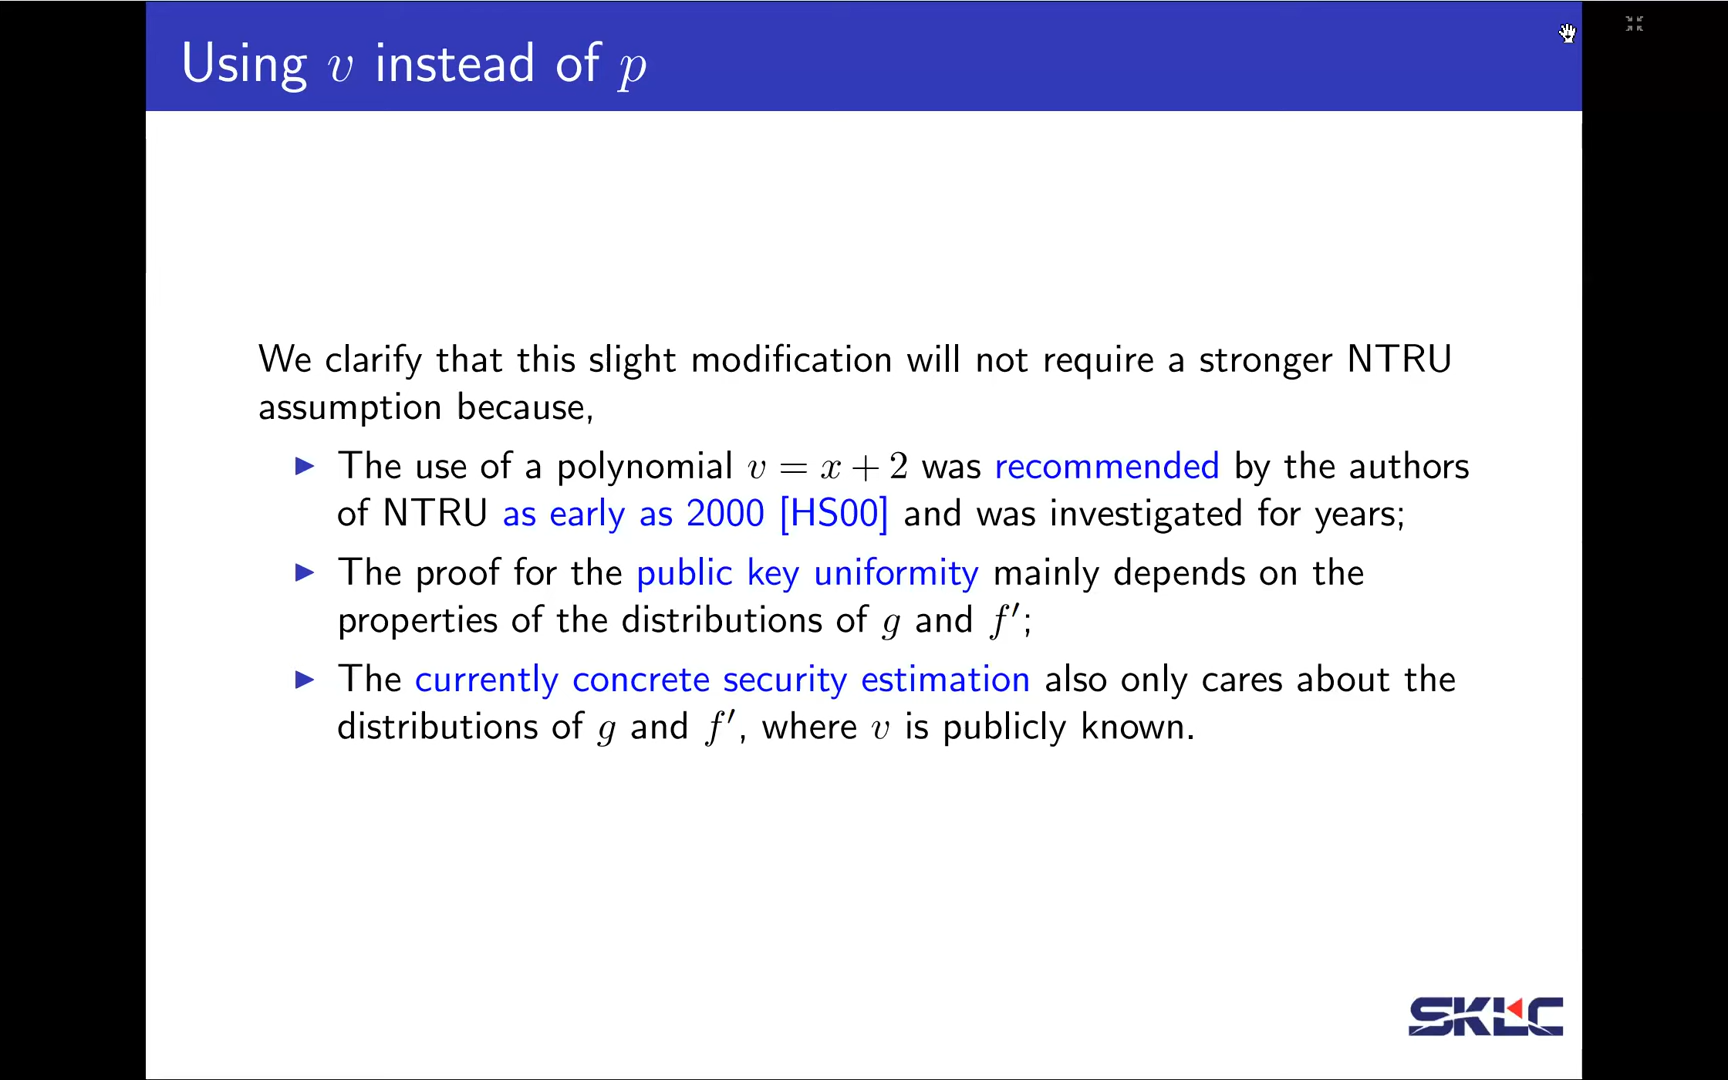 Using v instead of p
We clarify that this slight modification will not require a stronger NTRU
assumption because,
▶ The use of a polynomial v = x + 2 was recommended by the authors
of NTRU as early as 2000 [HS00] and was investigated for years;
▶ The proof for the public key uniformity mainly depends on the
properties of the distributions of g and f′;
▶ The currently concrete security estimation also only cares about the
distributions of g and f′, where v is publicly known.
SKLC